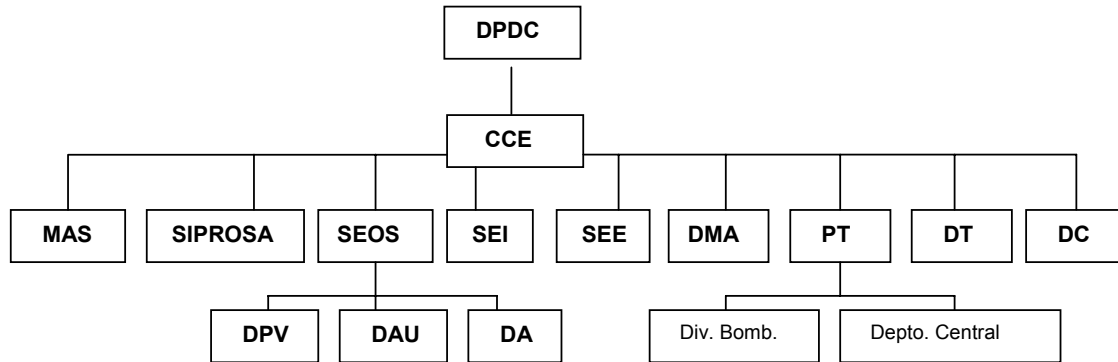 DPDC
CCE
MAS SIPROSA SEOS SEI SEE DMA PT DT DC
DPV DAU DA Div. Bomb. Depto. Central